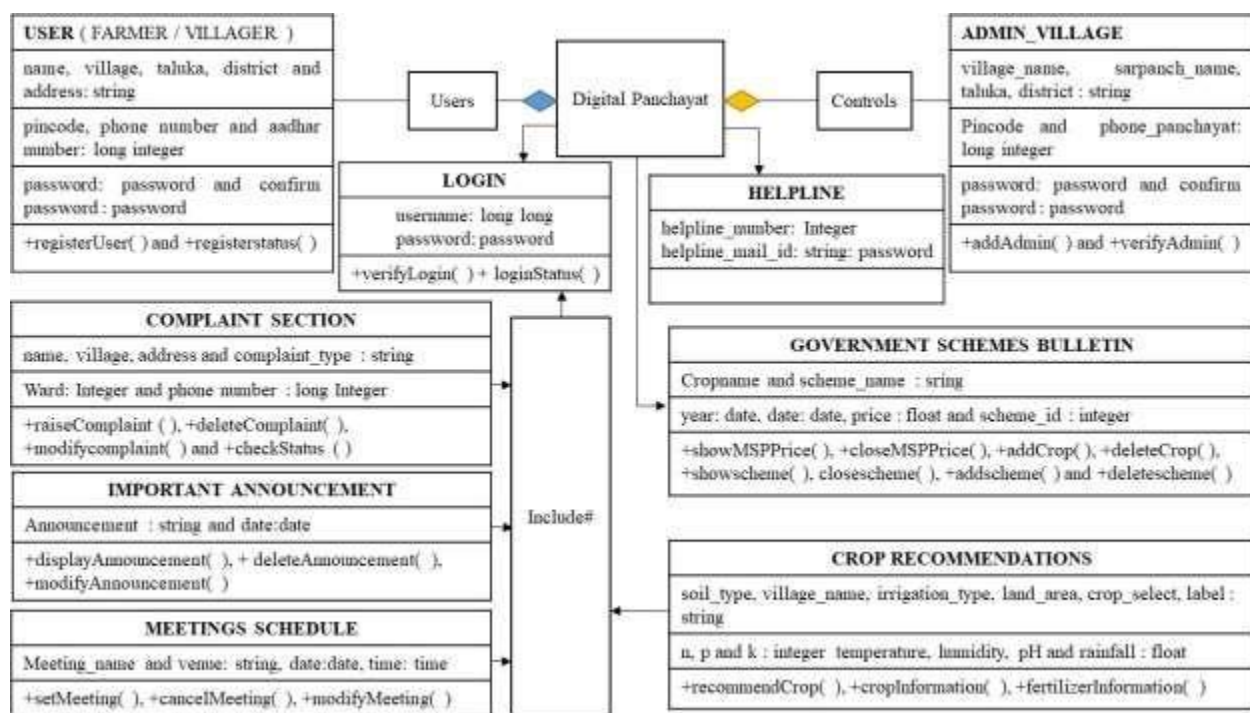 USER ( FARMER / VILLAGER )
name, village, taluka, district and
address: string
pincode, phone number and aadhar
number: long integer
password: password and confirm
password : password
+registerUser( ) and +registerstatus( )
Users
Digital Panchayat
Controls
ADMIN_VILLAGE
village_name, sarpanch_name,
taluka, district : string
Pincode and phone_panchayat:
long integer
password: password and confirm
password : password
+addAdmin( ) and +verifyAdmin( )
LOGIN
username: long long
password: password
+verifyLogin( ) + loginStatus( )
HELPLINE
helpline_number: Integer
helpline_mail_id: string: password
COMPLAINT SECTION
name, village, address and complaint_type : string
Ward: Integer and phone number : long Integer
+raiseComplaint ( ), +deleteComplaint( ),
+modifycomplaint( ) and +checkStatus ( )
IMPORTANT ANNOUNCEMENT
Announcement : string and date:date
+displayAnnouncement( ), + deleteAnnouncement( ),
+modifyAnnouncement( )
MEETINGS SCHEDULE
Meeting_name and venue: string, date:date, time: time
+setMeeting( ), +cancelMeeting( ), +modifyMeeting( )
Include#
GOVERNMENT SCHEMES BULLETIN
Cropname and scheme_name : sring
year: date, date: date, price : float and scheme_id : integer
+showMSPPrice( ), +closeMSPPrice( ), +addCrop( ), +deleteCrop( ),
+showscheme( ), closescheme( ), +addscheme( ) and +deletescheme( )
CROP RECOMMENDATIONS
soil_type, village_name, irrigation_type, land_area, crop_select, label :
string
n, p and k : integer temperature, humidity, pH and rainfall : float
+recommendCrop( ), +cropInformation( ), +fertilizerInformation( )